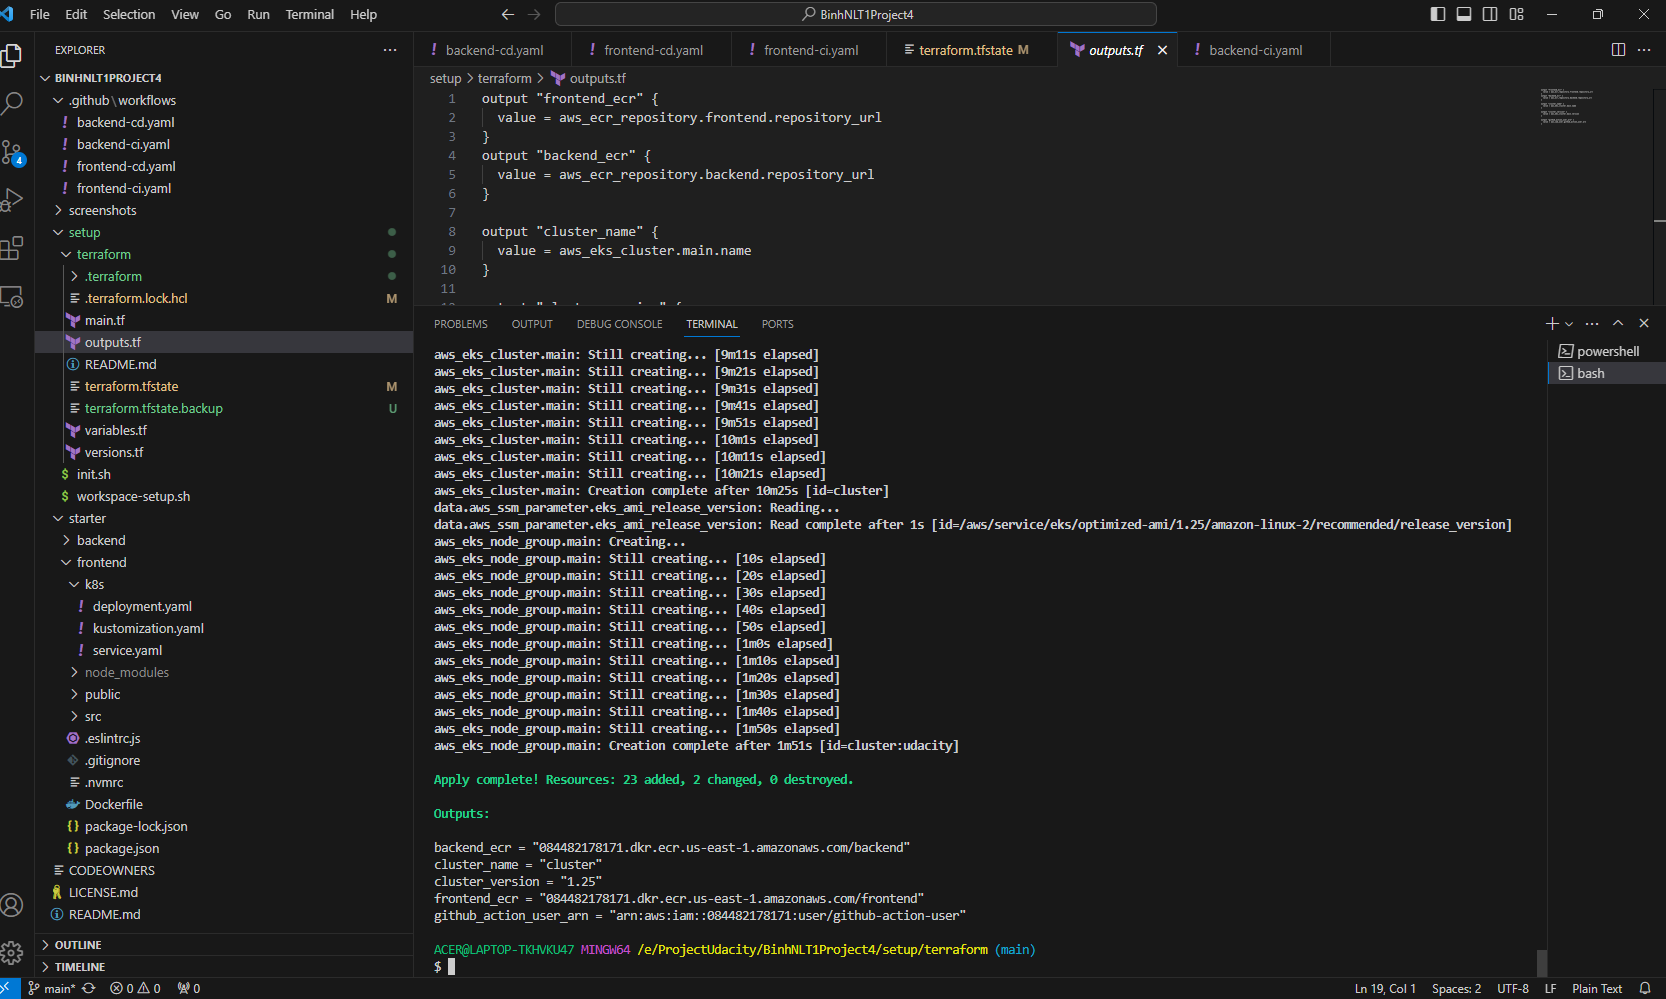 File Edit Selection View Go Run Terminal Help
BinhNLT1Project4
EXPLORER
BINHNLT1PROJECT4
.github\workflows
backend-cd.yaml
backend-ci.yaml
frontend-cd.yaml
frontend-ci.yaml
screenshots
setup
terraform
.terraform
.terraform.lock.hcl M
main.tf
outputs.tf
README.md
terraform.tfstate M
terraform.tfstate.backup U
variables.tf
versions.tf
init.sh
workspace-setup.sh
starter
backend
frontend
k8s
deployment.yaml
kustomization.yaml
service.yaml
node_modules
public
src
.eslintrc.js
.gitignore
.nvmrc
Dockerfile
package-lock.json
package.json
CODEOWNERS
LICENSE.md
README.md
OUTLINE
TIMELINE
4
backend-cd.yaml frontend-cd.yaml frontend-ci.yaml terraform.tfstate M outputs.tf backend-ci.yaml
setup > terraform > outputs.tf
1 output "frontend_ecr" {
2 value = aws_ecr_repository.frontend.repository_url
3 }
4 output "backend_ecr" {
5 value = aws_ecr_repository.backend.repository_url
6 }
7
8 output "cluster_name" {
9 value = aws_eks_cluster.main.name
10 }
11
PROBLEMS OUTPUT DEBUG CONSOLE TERMINAL PORTS
powershell
bash
aws_eks_cluster.main: Still creating... [9m11s elapsed]
aws_eks_cluster.main: Still creating... [9m21s elapsed]
aws_eks_cluster.main: Still creating... [9m31s elapsed]
aws_eks_cluster.main: Still creating... [9m41s elapsed]
aws_eks_cluster.main: Still creating... [9m51s elapsed]
aws_eks_cluster.main: Still creating... [10m1s elapsed]
aws_eks_cluster.main: Still creating... [10m11s elapsed]
aws_eks_cluster.main: Still creating... [10m21s elapsed]
aws_eks_cluster.main: Creation complete after 10m25s [id=cluster]
data.aws_ssm_parameter.eks_ami_release_version: Reading...
data.aws_ssm_parameter.eks_ami_release_version: Read complete after 1s [id=/aws/service/eks/optimized-ami/1.25/amazon-linux-2/recommended/release_version]
aws_eks_node_group.main: Creating...
aws_eks_node_group.main: Still creating... [10s elapsed]
aws_eks_node_group.main: Still creating... [20s elapsed]
aws_eks_node_group.main: Still creating... [30s elapsed]
aws_eks_node_group.main: Still creating... [40s elapsed]
aws_eks_node_group.main: Still creating... [50s elapsed]
aws_eks_node_group.main: Still creating... [1m0s elapsed]
aws_eks_node_group.main: Still creating... [1m10s elapsed]
aws_eks_node_group.main: Still creating... [1m20s elapsed]
aws_eks_node_group.main: Still creating... [1m30s elapsed]
aws_eks_node_group.main: Still creating... [1m40s elapsed]
aws_eks_node_group.main: Still creating... [1m50s elapsed]
aws_eks_node_group.main: Creation complete after 1m51s [id=cluster:udacity]
Apply complete! Resources: 23 added, 2 changed, 0 destroyed.
Outputs:
backend_ecr = "084482178171.dkr.ecr.us-east-1.amazonaws.com/backend"
cluster_name = "cluster"
cluster_version = "1.25"
frontend_ecr = "084482178171.dkr.ecr.us-east-1.amazonaws.com/frontend"
github_action_user_arn = "arn:aws:iam::084482178171:user/github-action-user"
ACER@LAPTOP-TKHVKU47 MINGW64 /e/ProjectUdacity/BinhNLT1Project4/setup/terraform (main)
$
main* 0 0 0 Ln 19, Col 1 Spaces: 2 UTF-8 LF Plain Text